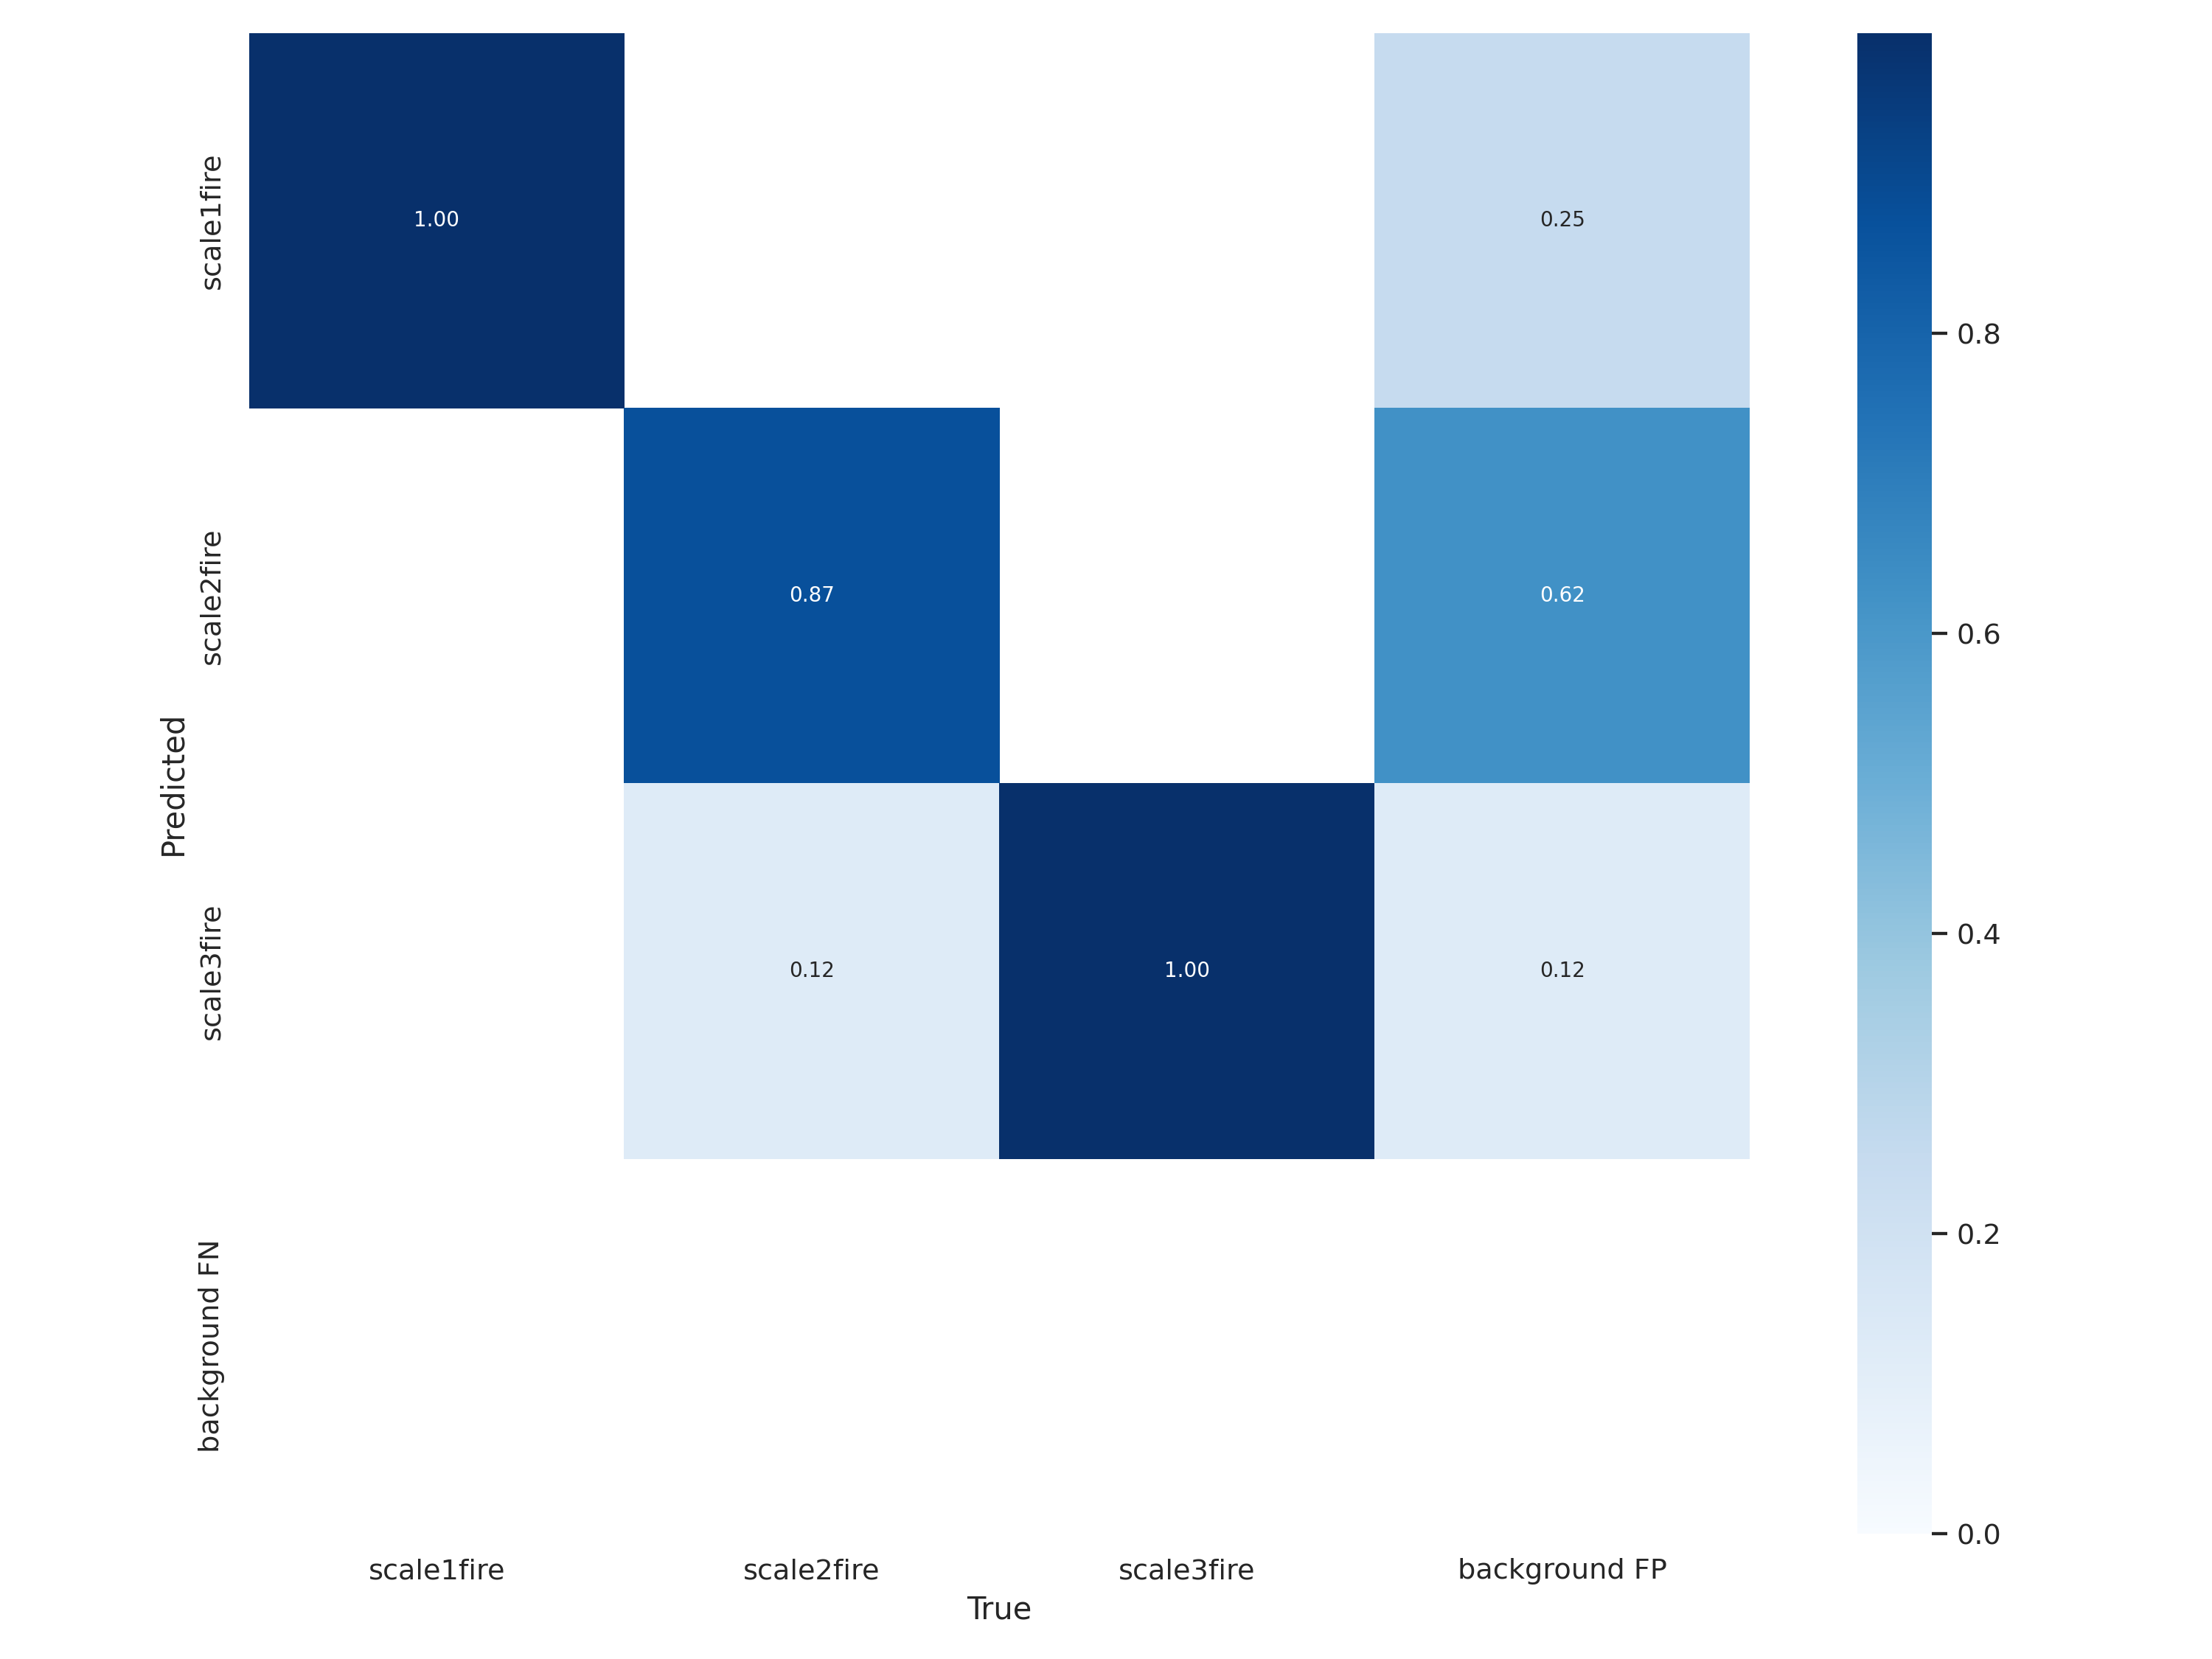 scale1fire
1.00
0.25
scale2fire
0.87
0.62
scale3fire
0.12
1.00
0.12
background FN
Predicted
scale1fire
scale2fire
scale3fire
background FP
True
0.8
0.6
0.4
0.2
0.0